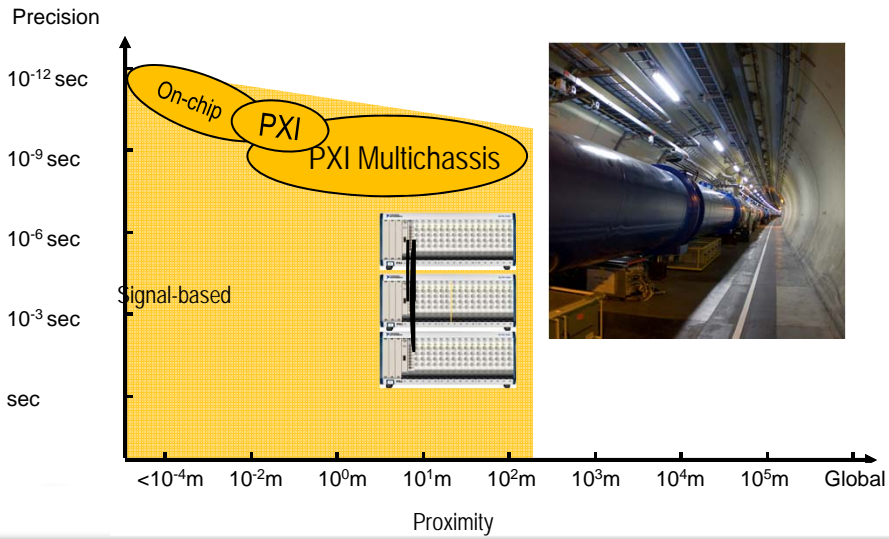 Precision
10⁻¹² sec
On-chip
PXI
10⁻⁹ sec
PXI Multichassis
10⁻⁶ sec
Signal-based
10⁻³ sec
sec
<10⁻⁴m 10⁻²m 10⁰m 10¹m 10²m 10³m 10⁴m 10⁵m Global
Proximity